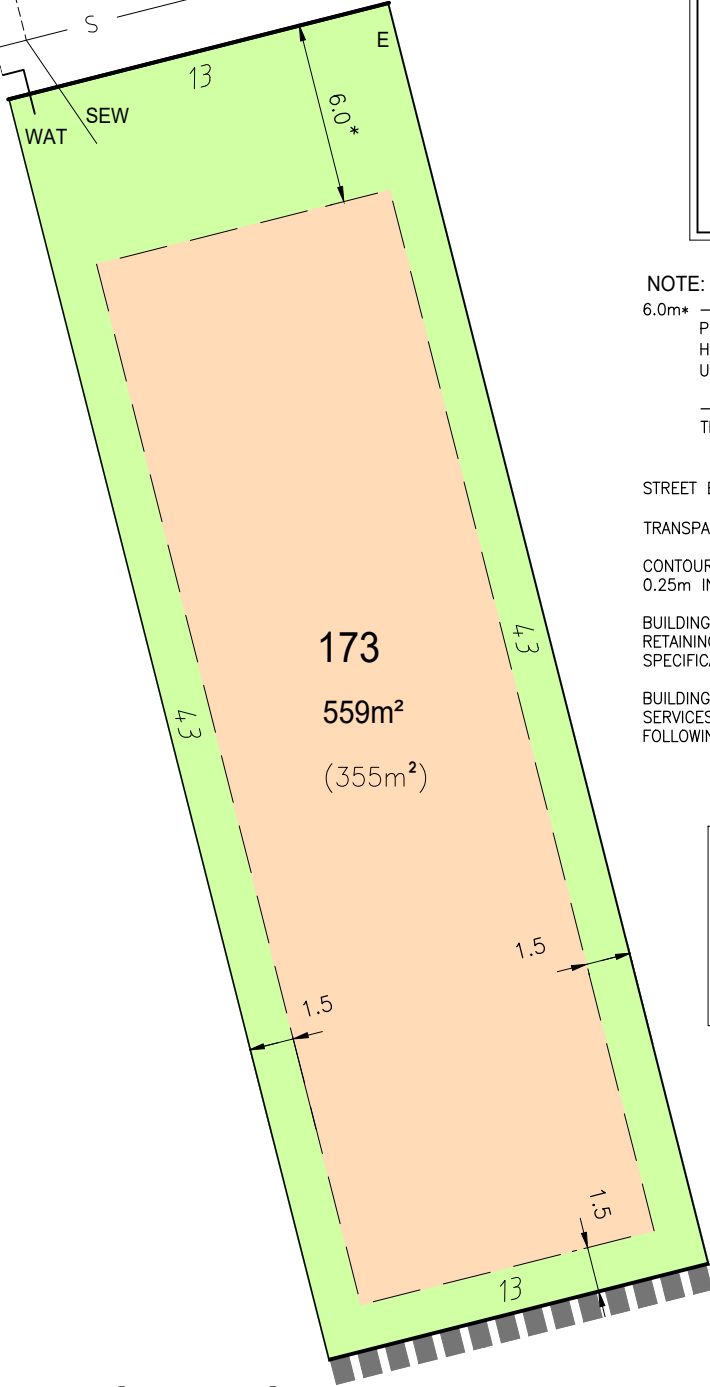 S
13
E
6.0*
WAT
SEW
173
559m²
(355m²)
43
43
1.5
1.5
1.5
13
NOTE:
6.0m*
P
H
U
STREET
TRANSPA
CONTOUR
0.25m
BUILDING
RETAINING
SPECIFICA
BUILDING
SERVICES
FOLLOWIN